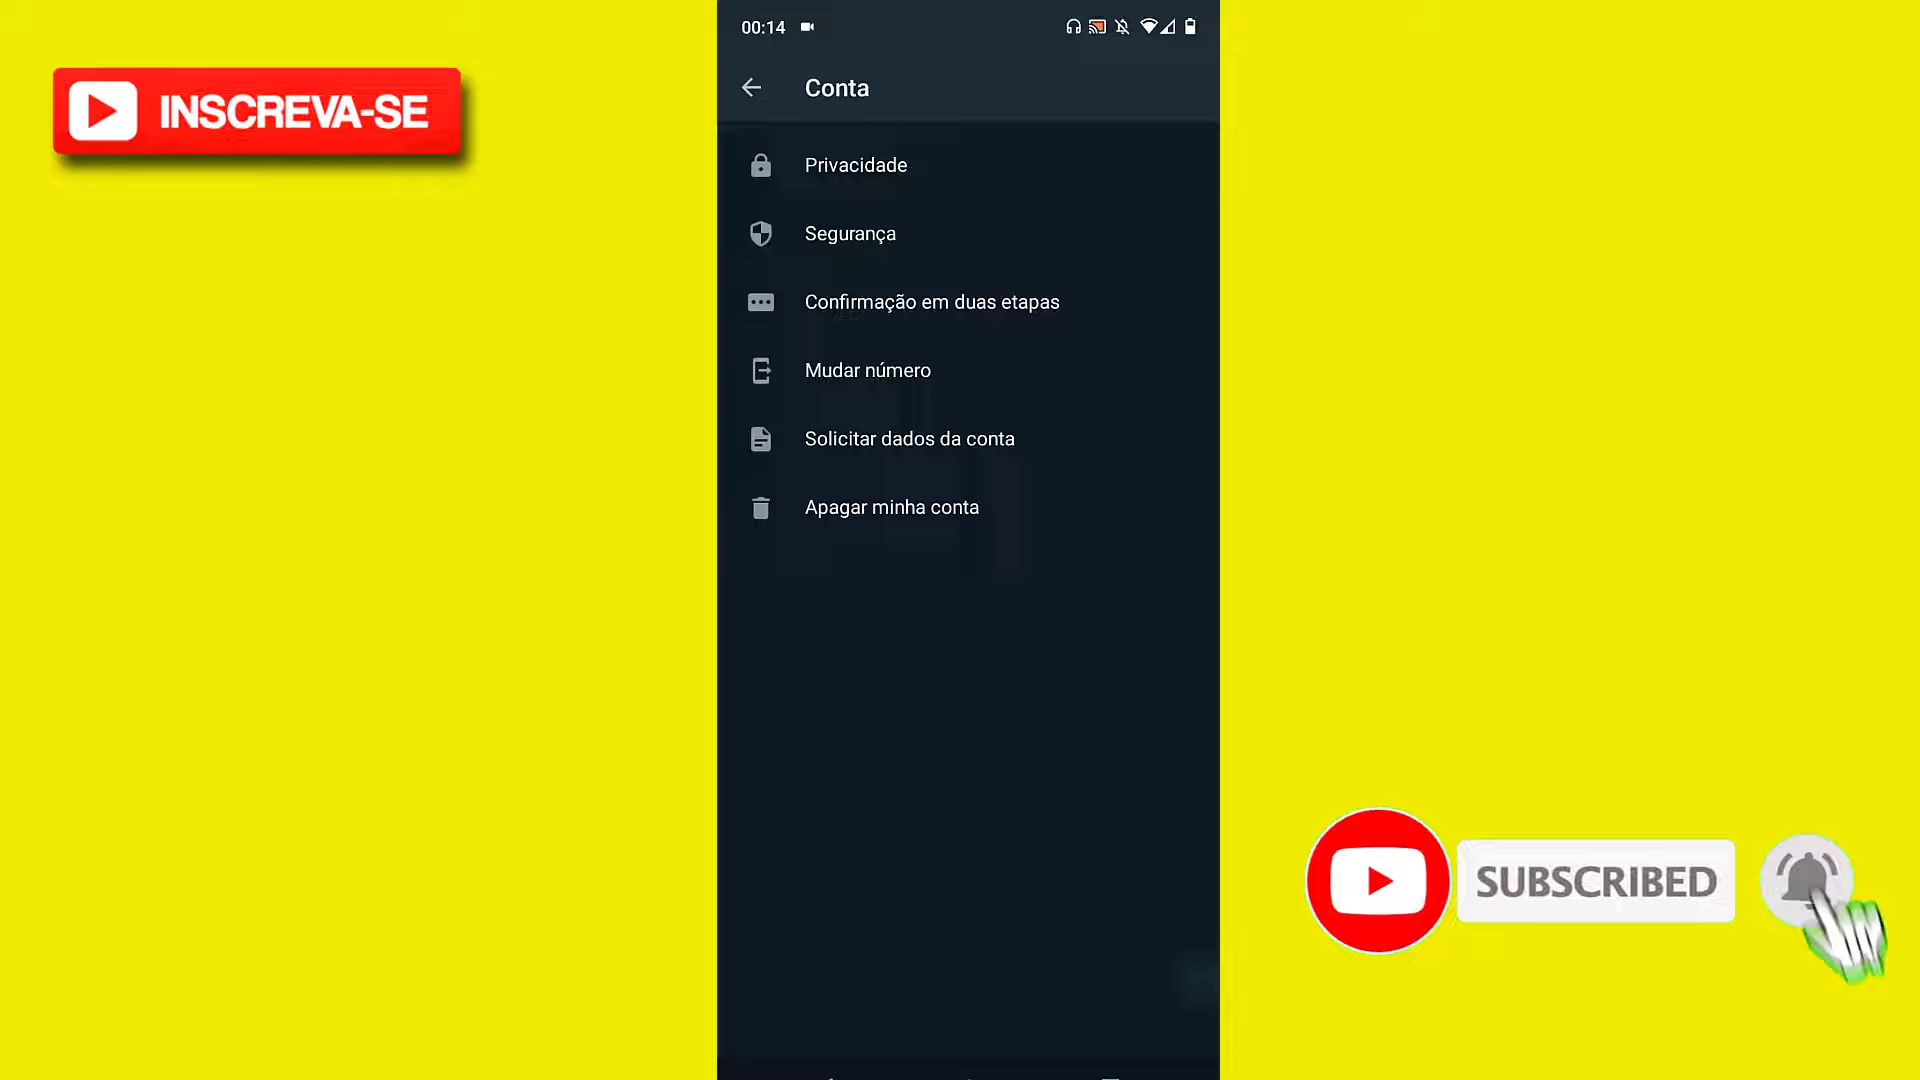 00:14
INSCREVA-SE
Conta
Privacidade
Segurança
Confirmação em duas etapas
Mudar número
Solicitar dados da conta
Apagar minha conta
SUBSCRIBED